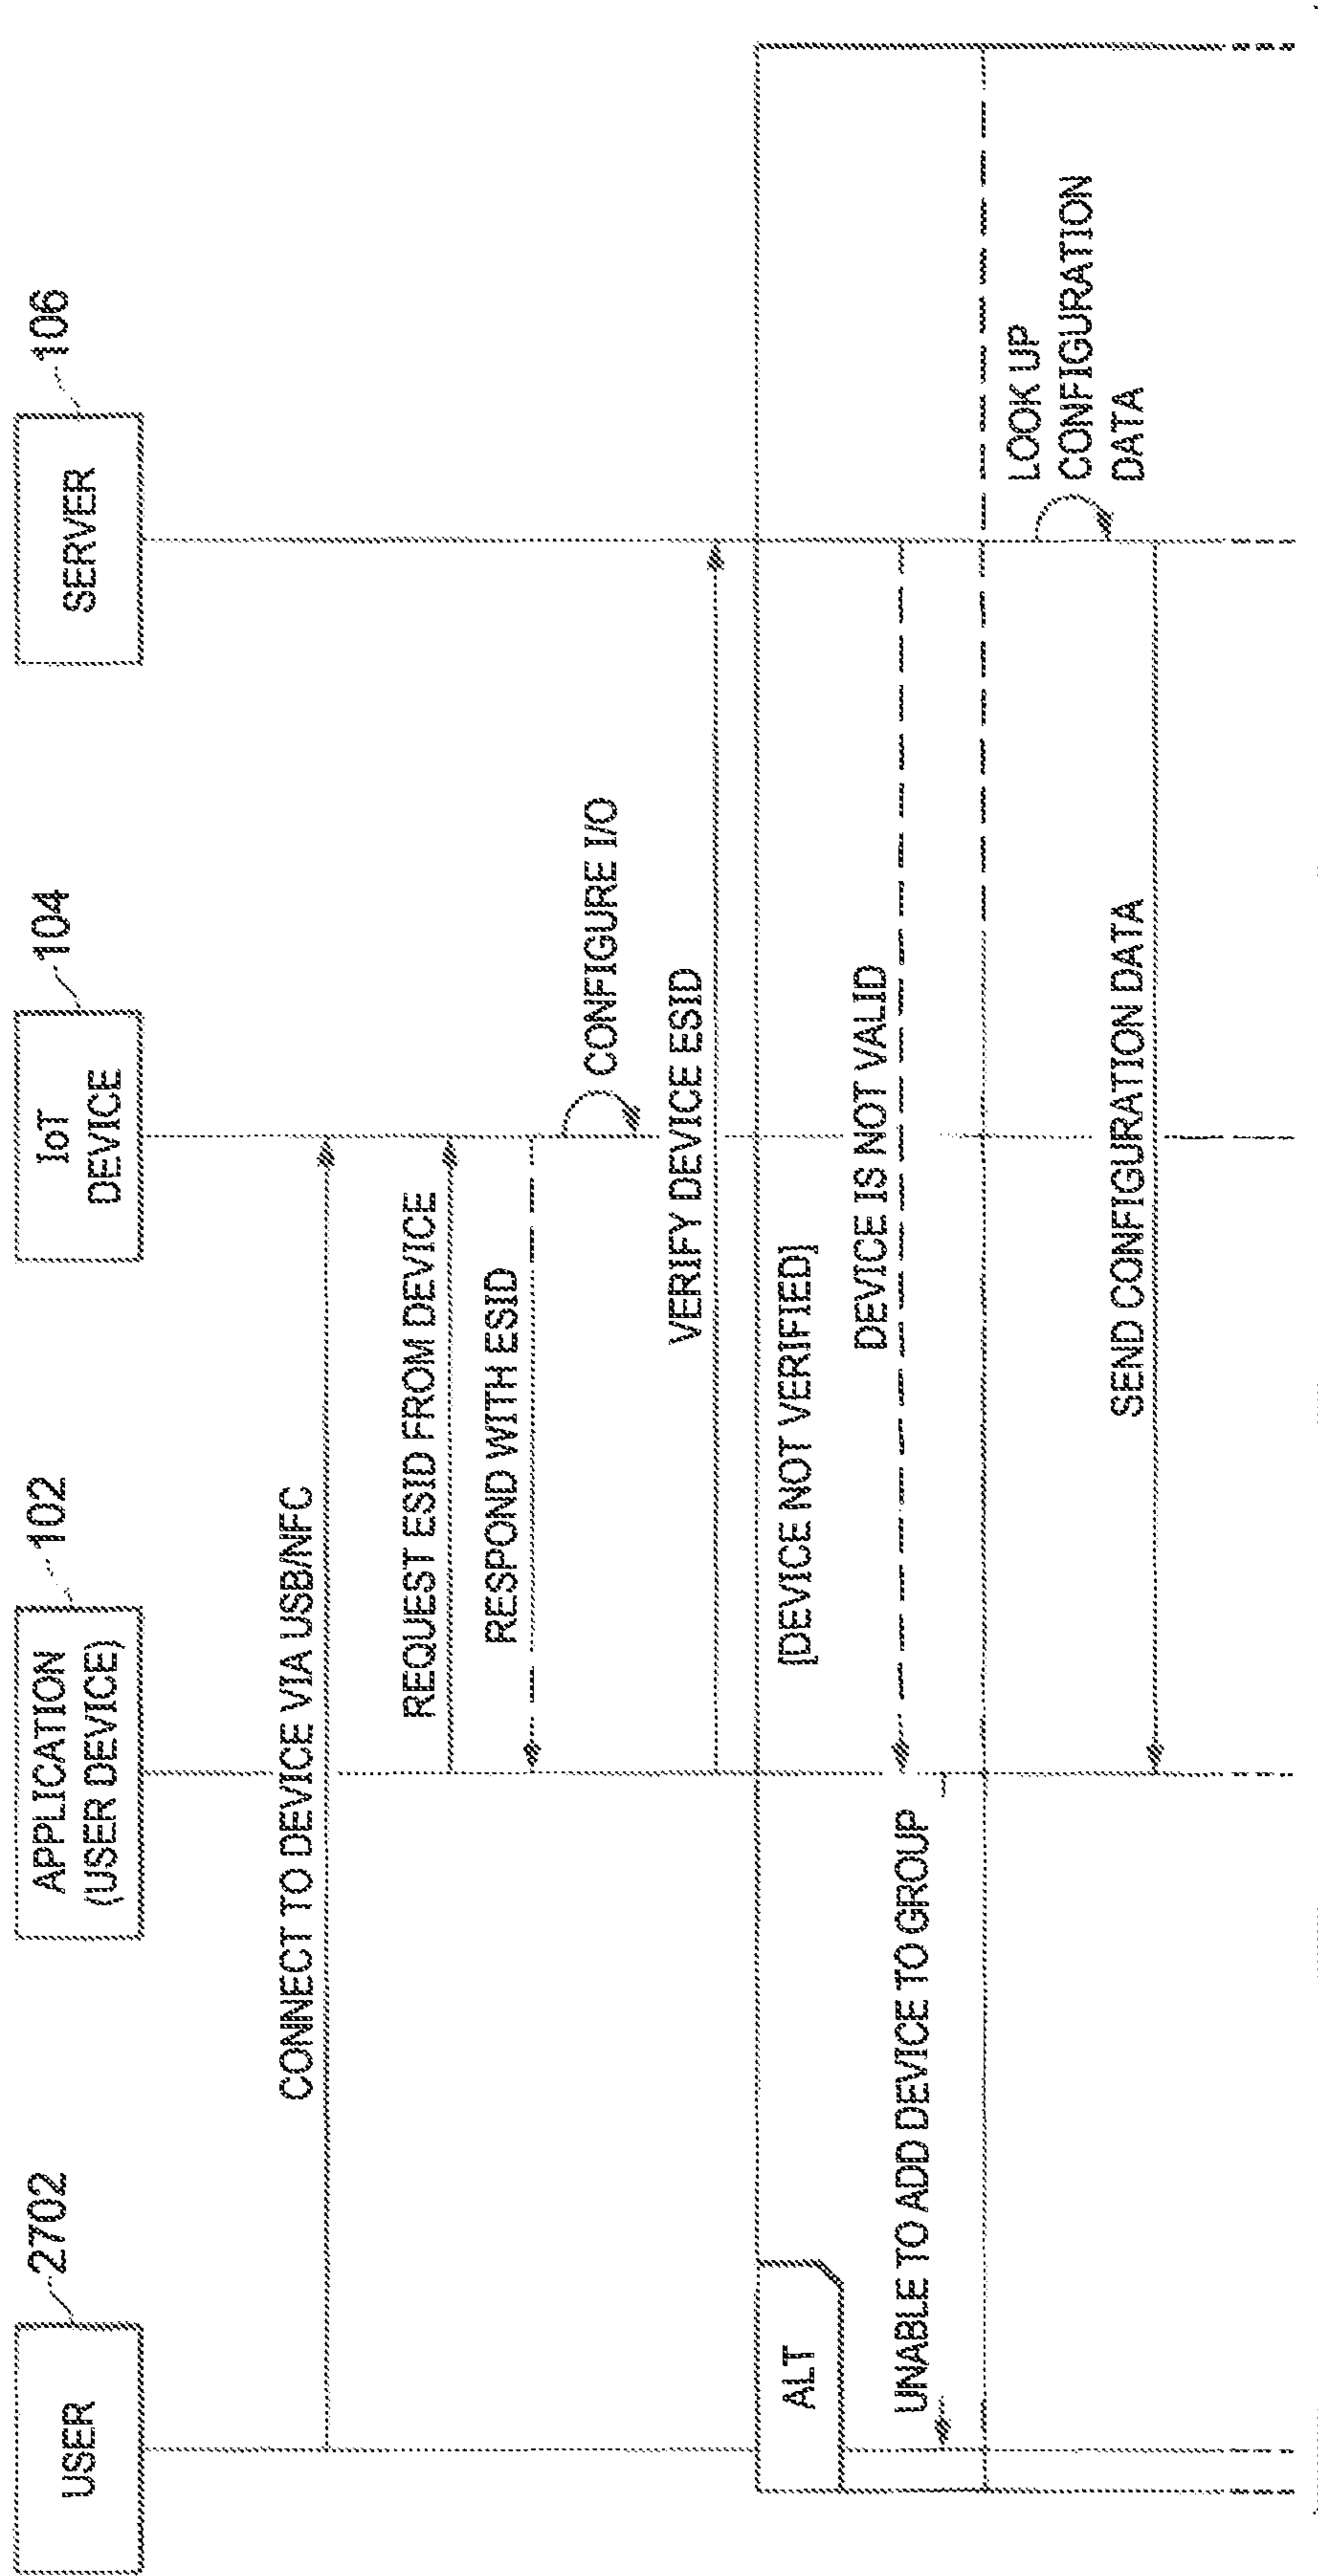 USER
2702
APPLICATION
(USER DEVICE)
102
IoT
DEVICE
104
SERVER
106
CONNECT TO DEVICE VIA USB/NFC
REQUEST ESID FROM DEVICE
RESPOND WITH ESID
CONFIGURE I/O
VERIFY DEVICE ESID
ALT
[DEVICE NOT VERIFIED]
DEVICE IS NOT VALID
UNABLE TO ADD DEVICE TO GROUP
LOOK UP
CONFIGURATION
DATA
SEND CONFIGURATION DATA